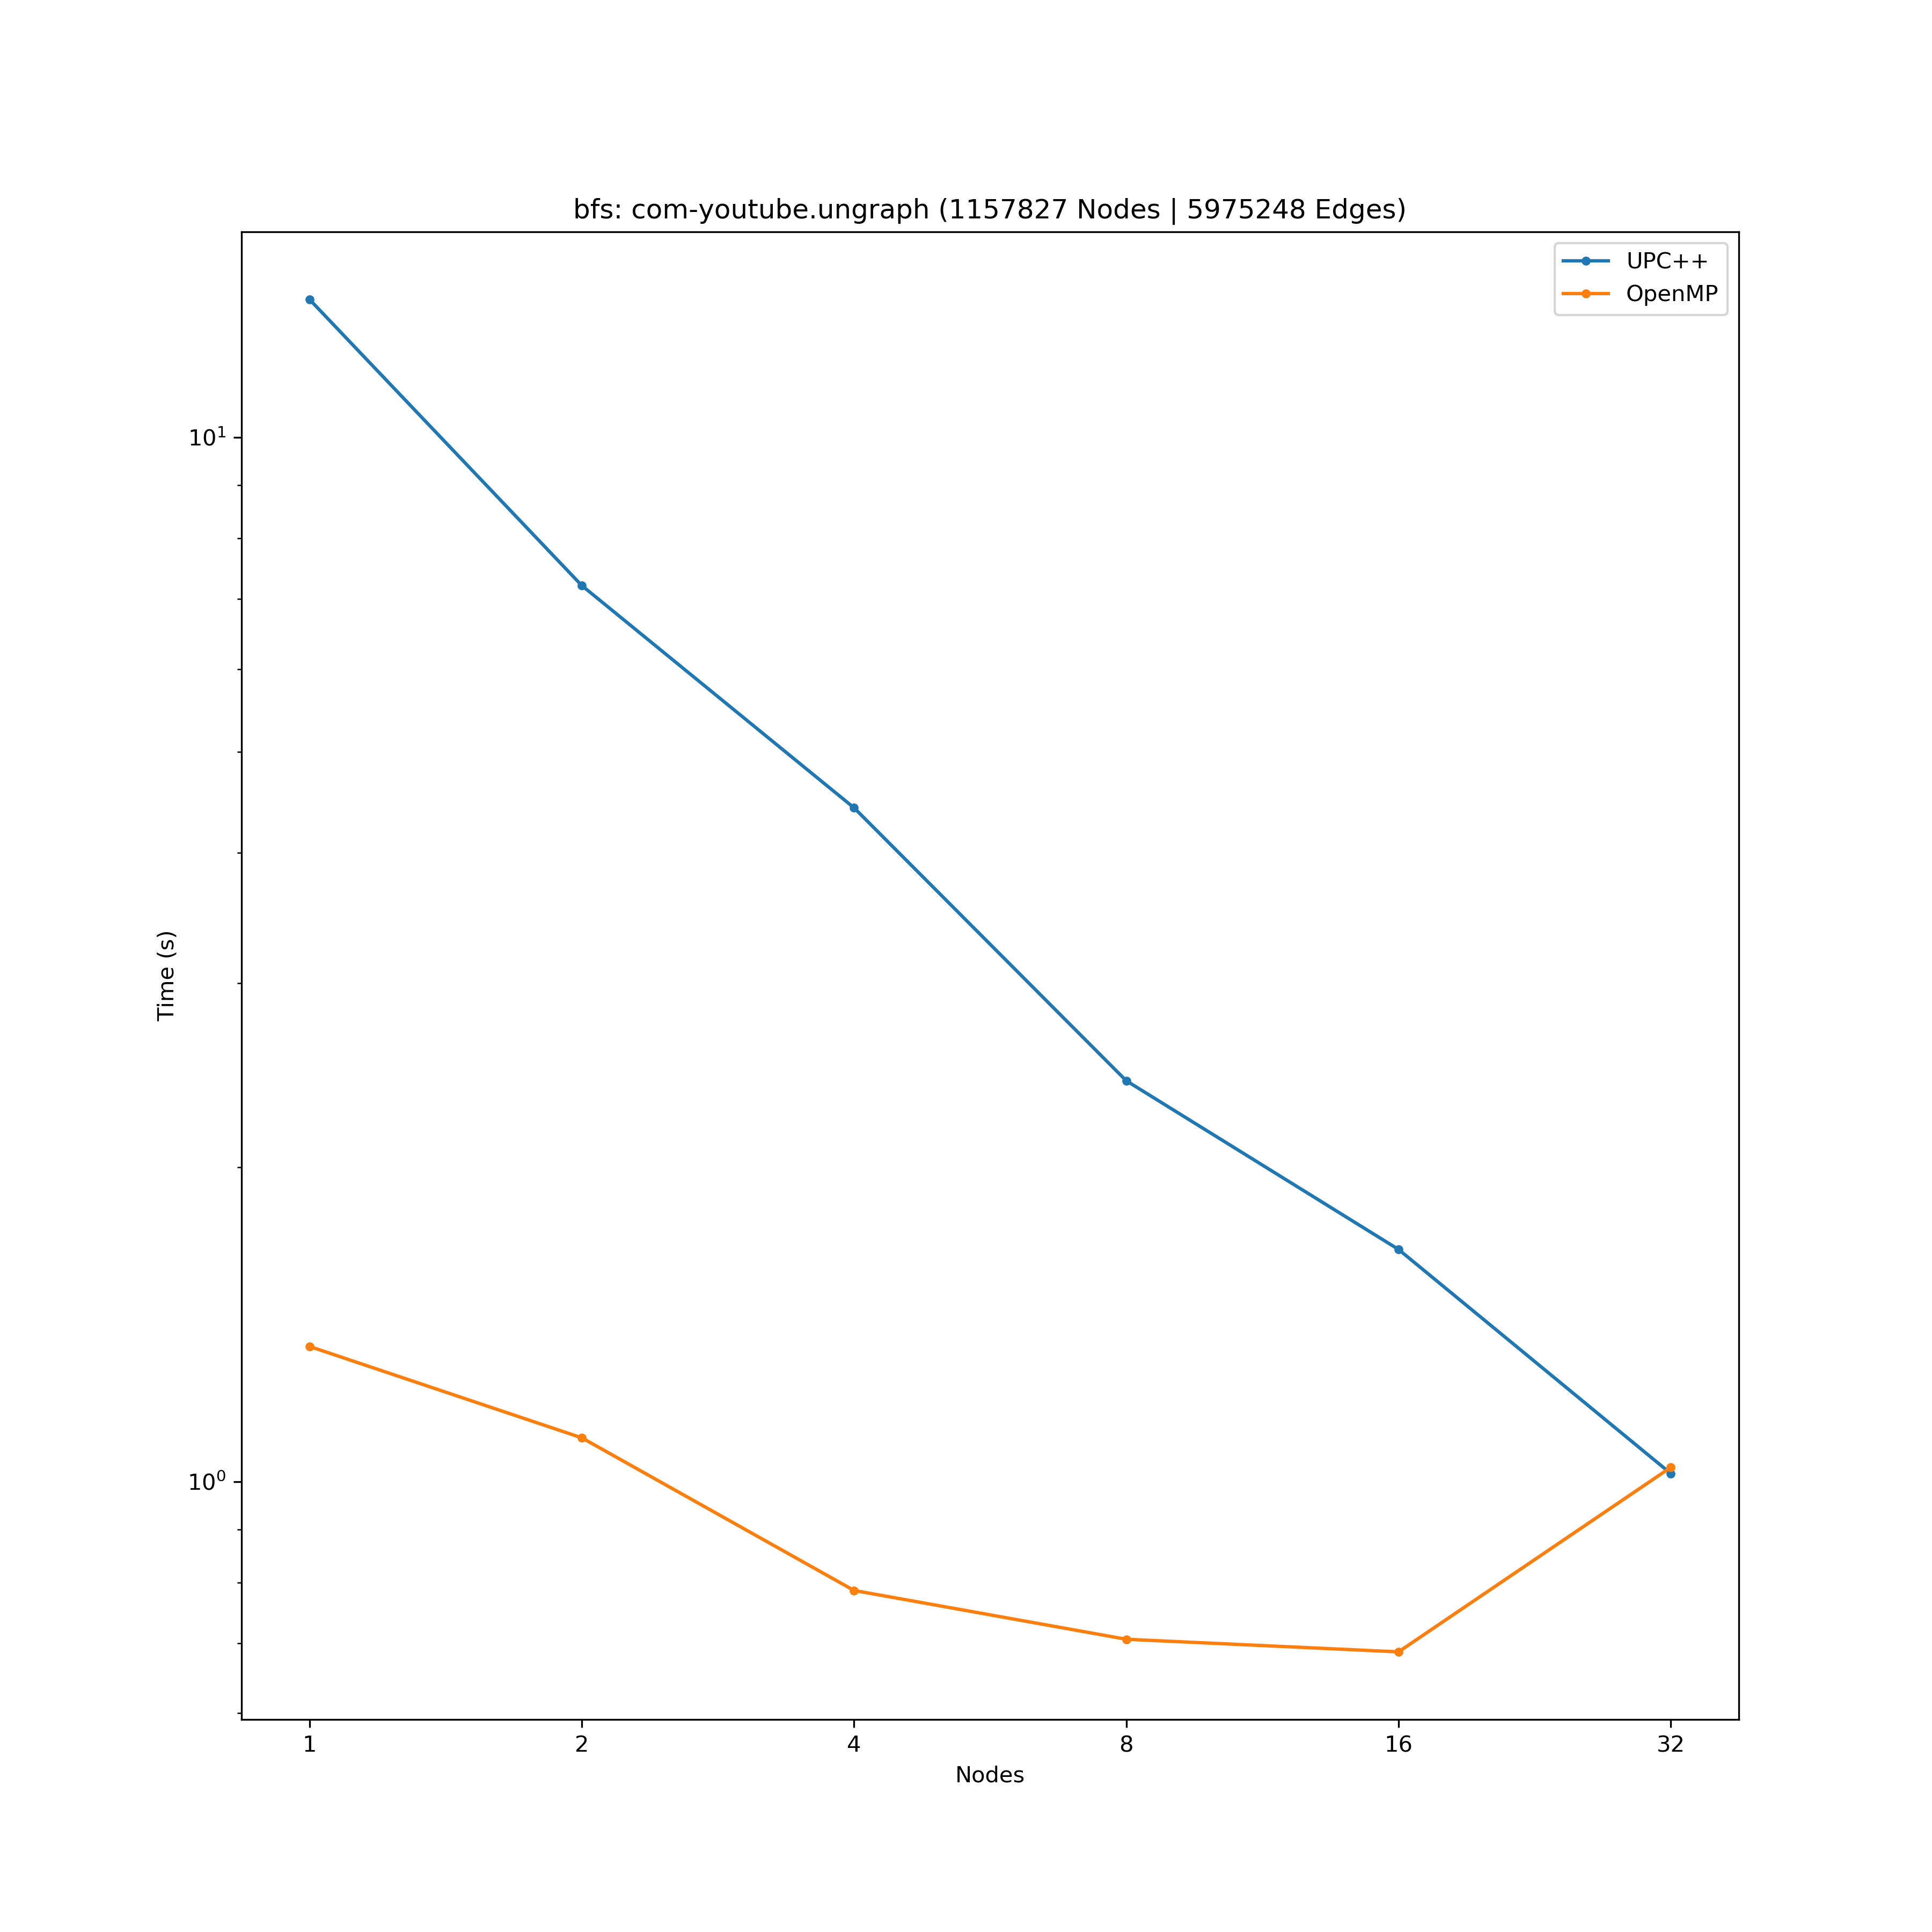 bfs: com-youtube.ungraph (1157827 Nodes | 5975248 Edges)
UPC++
OpenMP
10¹
10⁰
Time (s)
1 2 4 8 16 32
Nodes